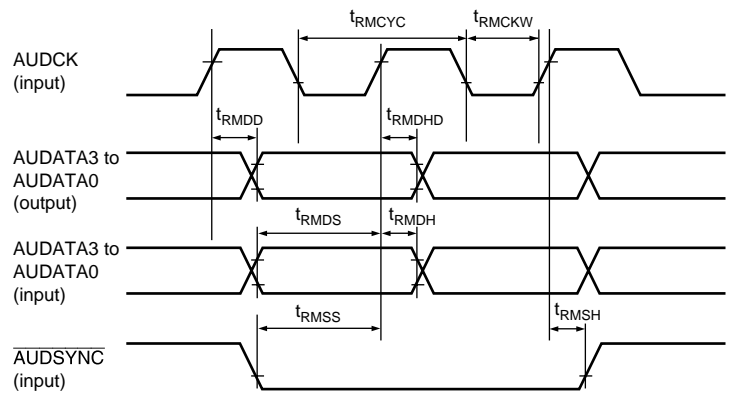 tRMCYC
tRMCKW
AUDCK
(input)
tRMDD
tRMDHD
AUDATA3 to
AUDATA0
(output)
tRMDS
tRMDH
AUDATA3 to
AUDATA0
(input)
tRMSS
tRMSH
AUDSYNC
(input)